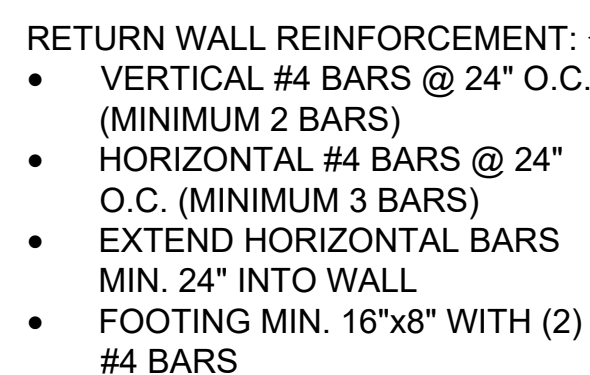 RETURN WALL REINFORCEMENT:
• VERTICAL #4 BARS @ 24" O.C.
(MINIMUM 2 BARS)
• HORIZONTAL #4 BARS @ 24"
O.C. (MINIMUM 3 BARS)
• EXTEND HORIZONTAL BARS
MIN. 24" INTO WALL
• FOOTING MIN. 16"x8" WITH (2)
#4 BARS